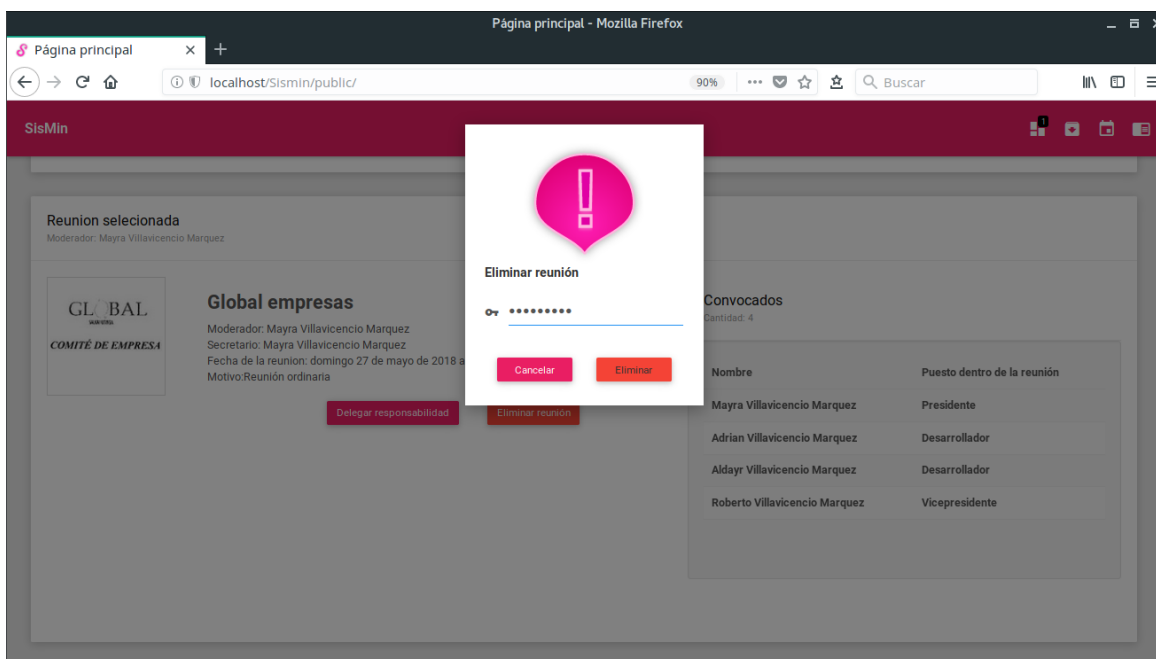 Página principal - Mozilla Firefox
Página principal
localhost/Sismin/public/
90%
Buscar
SisMin
1
Reunion selecionada
Moderador: Mayra Villavicencio Marquez
GLOBAL
COMITÉ DE EMPRESA
Global empresas
Moderador: Mayra Villavicencio Marquez
Secretario: Mayra Villavicencio Marquez
Fecha de la reunion: domingo 27 de mayo de 2018 a
Motivo:Reunión ordinaria
Delegar responsabilidad
Eliminar reunión
Eliminar reunión
Cancelar
Eliminar
Convocados
Cantidad: 4
Nombre Puesto dentro de la reunión
Mayra Villavicencio Marquez Presidente
Adrian Villavicencio Marquez Desarrollador
Aldayr Villavicencio Marquez Desarrollador
Roberto Villavicencio Marquez Vicepresidente